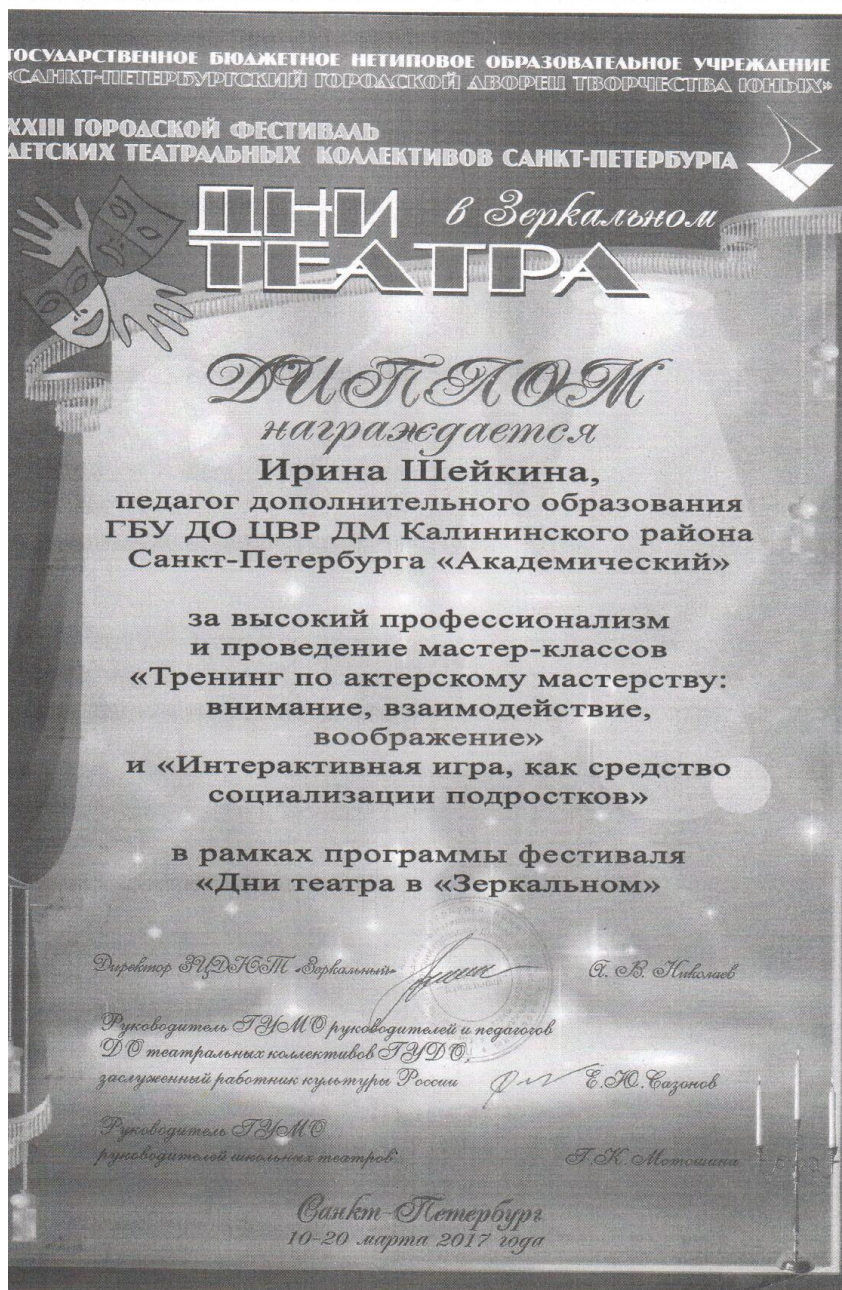 ГОСУДАРСТВЕННОЕ БЮДЖЕТНОЕ НЕТИПОВОЕ ОБРАЗОВАТЕЛЬНОЕ УЧРЕЖДЕНИЕ
«САНКТ-ПЕТЕРБУРГСКИЙ ГОРОДСКОЙ ДВОРЕЦ ТВОРЧЕСТВА ЮНЫХ»
XXIII ГОРОДСКОЙ ФЕСТИВАЛЬ
ДЕТСКИХ ТЕАТРАЛЬНЫХ КОЛЛЕКТИВОВ САНКТ-ПЕТЕРБУРГА
ДНИ в Зеркальном
ТЕАТРА
ДИПЛОМ
награждается
Ирина Шейкина,
педагог дополнительного образования
ГБУ ДО ЦВР ДМ Калининского района
Санкт-Петербурга «Академический»
за высокий профессионализм
и проведение мастер-классов
«Тренинг по актерскому мастерству:
внимание, взаимодействие,
воображение»
и «Интерактивная игра, как средство
социализации подростков»
в рамках программы фестиваля
«Дни театра в «Зеркальном»
Директор ЗЦДЮТ «Зеркальный» А. В. Николаев
Руководитель ГУМО руководителей и педагогов
ДО театральных коллективов ГУДО,
заслуженный работник культуры России Е.Ю.Сазонов
Руководитель ГУМО
руководителей школьных театров Г.К. Мотошина
Санкт-Петербург
10-20 марта 2017 года